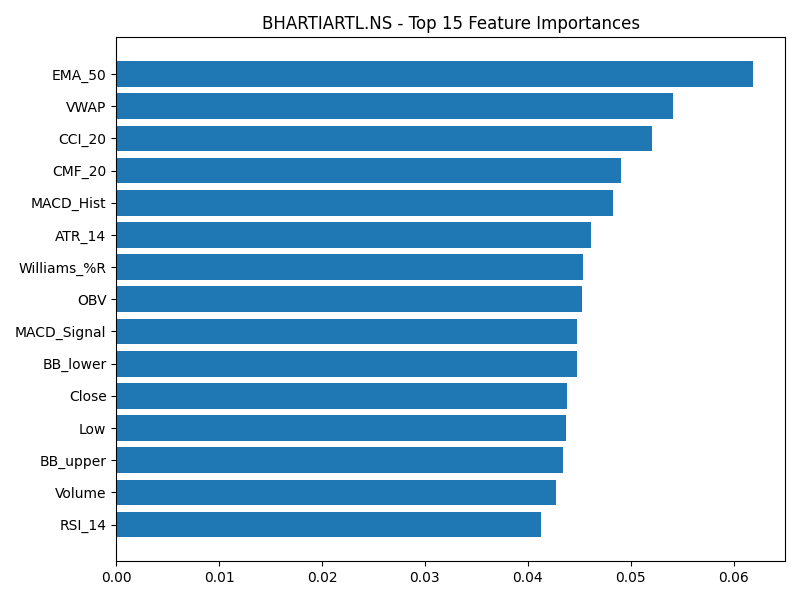 BHARTIARTL.NS - Top 15 Feature Importances
EMA_50
VWAP
CCI_20
CMF_20
MACD_Hist
ATR_14
Williams_%R
OBV
MACD_Signal
BB_lower
Close
Low
BB_upper
Volume
RSI_14
0.00 0.01 0.02 0.03 0.04 0.05 0.06